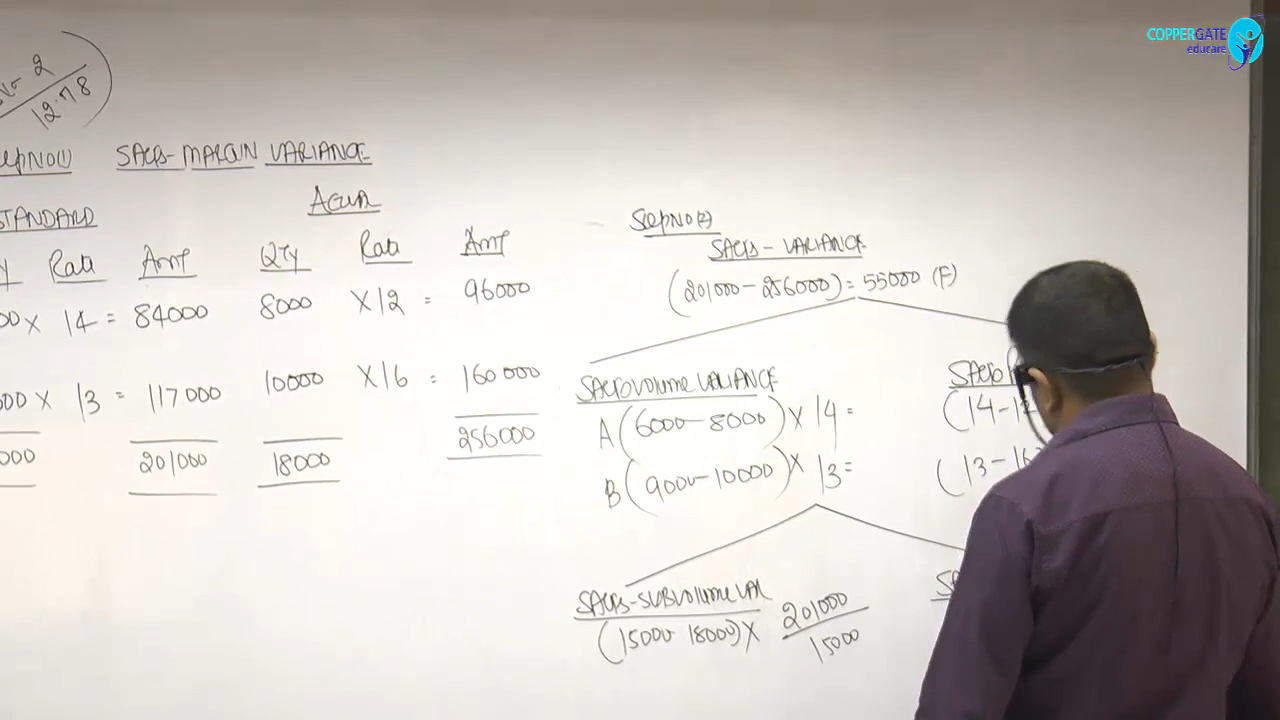 COPPERGATE
educare
2
12.78
StepNo(1) SALES-MARGIN VARIANCE
STANDARD
ACTUAL
Rate Amt
QTY Rate Amt
00 X 14 = 84000
8000 X 12 = 96000
000 X 13 = 117000
10000 X 16 = 160000
000 201000 18000 256000
StepNo(2)
SALES - VARIANCE
(201000-256000) = 55000 (F)
SALES VOLUME VARIANCE
A (6000-8000) X 14 =
B (9000-10000) X 13 =
SALES
(14-12
(13-16
SALES-SUBVOLUME VAR
(15000 18000) X 201000
15000